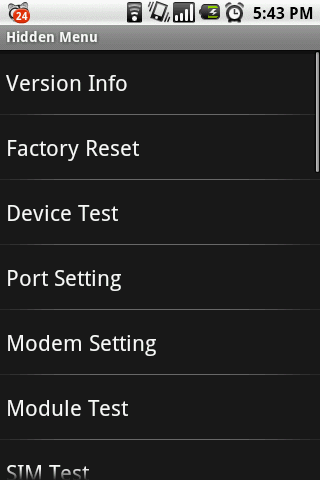 24
5:43 PM
Hidden Menu
Version Info
Factory Reset
Device Test
Port Setting
Modem Setting
Module Test
SIM Test